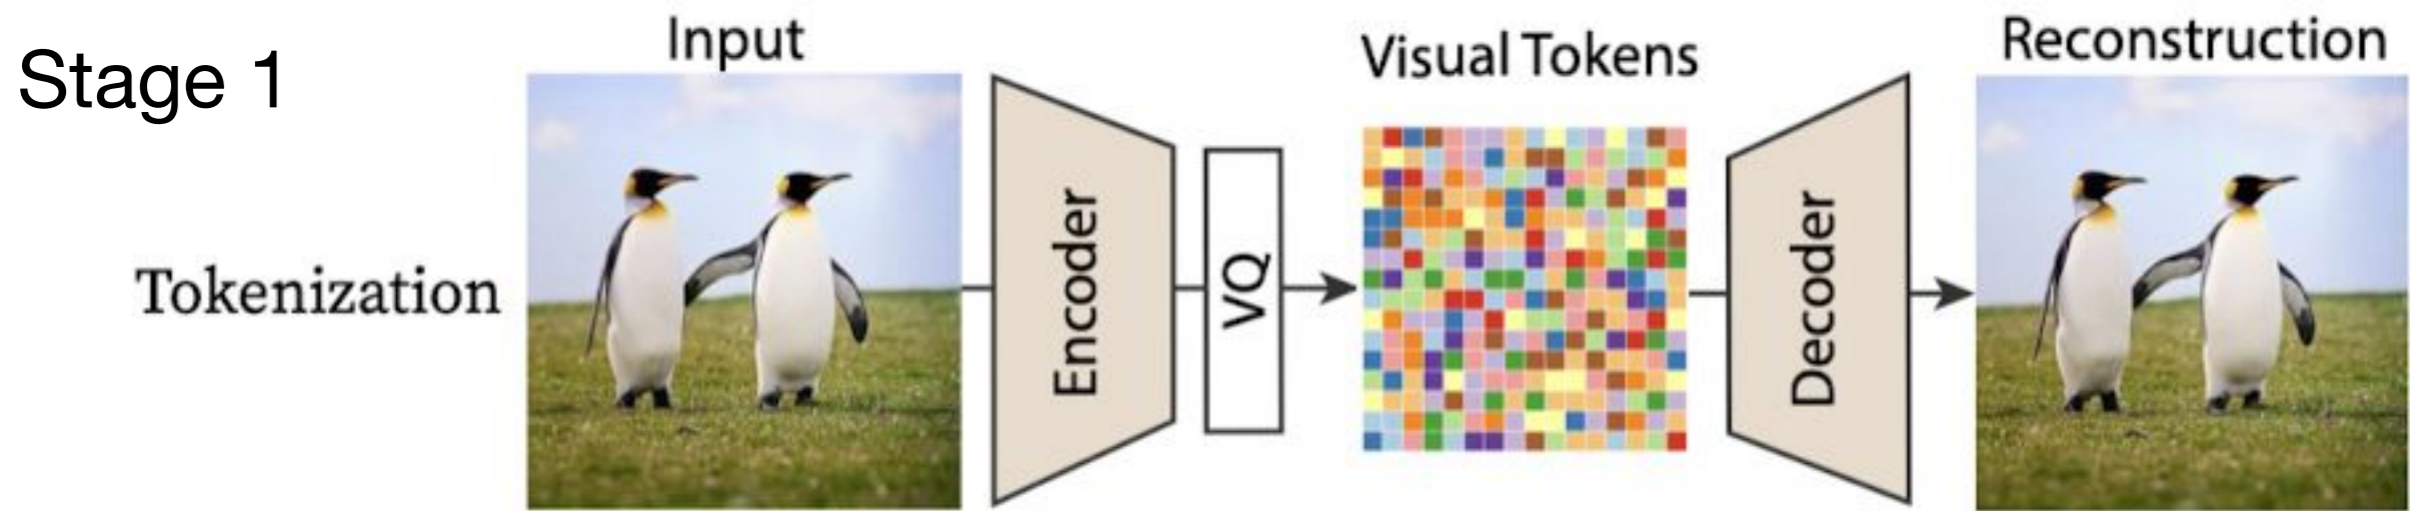 Stage 1
Input
Visual Tokens
Reconstruction
Tokenization
Encoder
VQ
Decoder